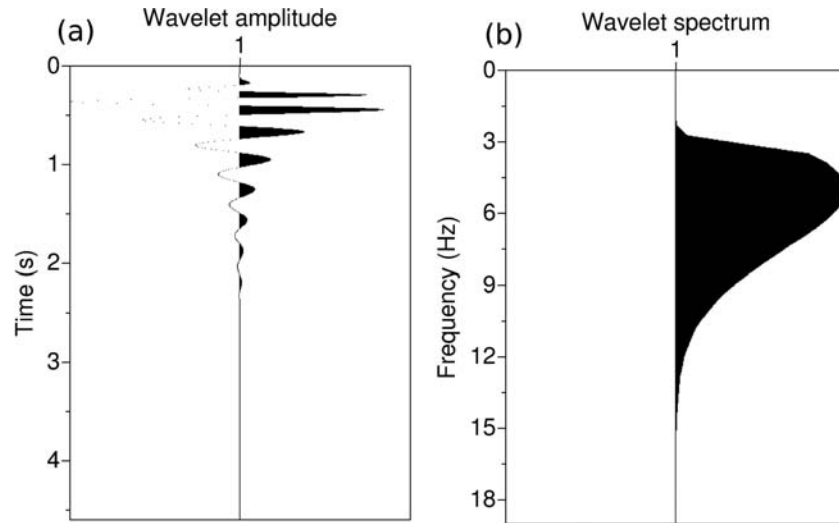 (a)
Wavelet amplitude
1
0
1
2
3
4
Time (s)
(b)
Wavelet spectrum
1
0
3
6
9
12
15
18
Frequency (Hz)